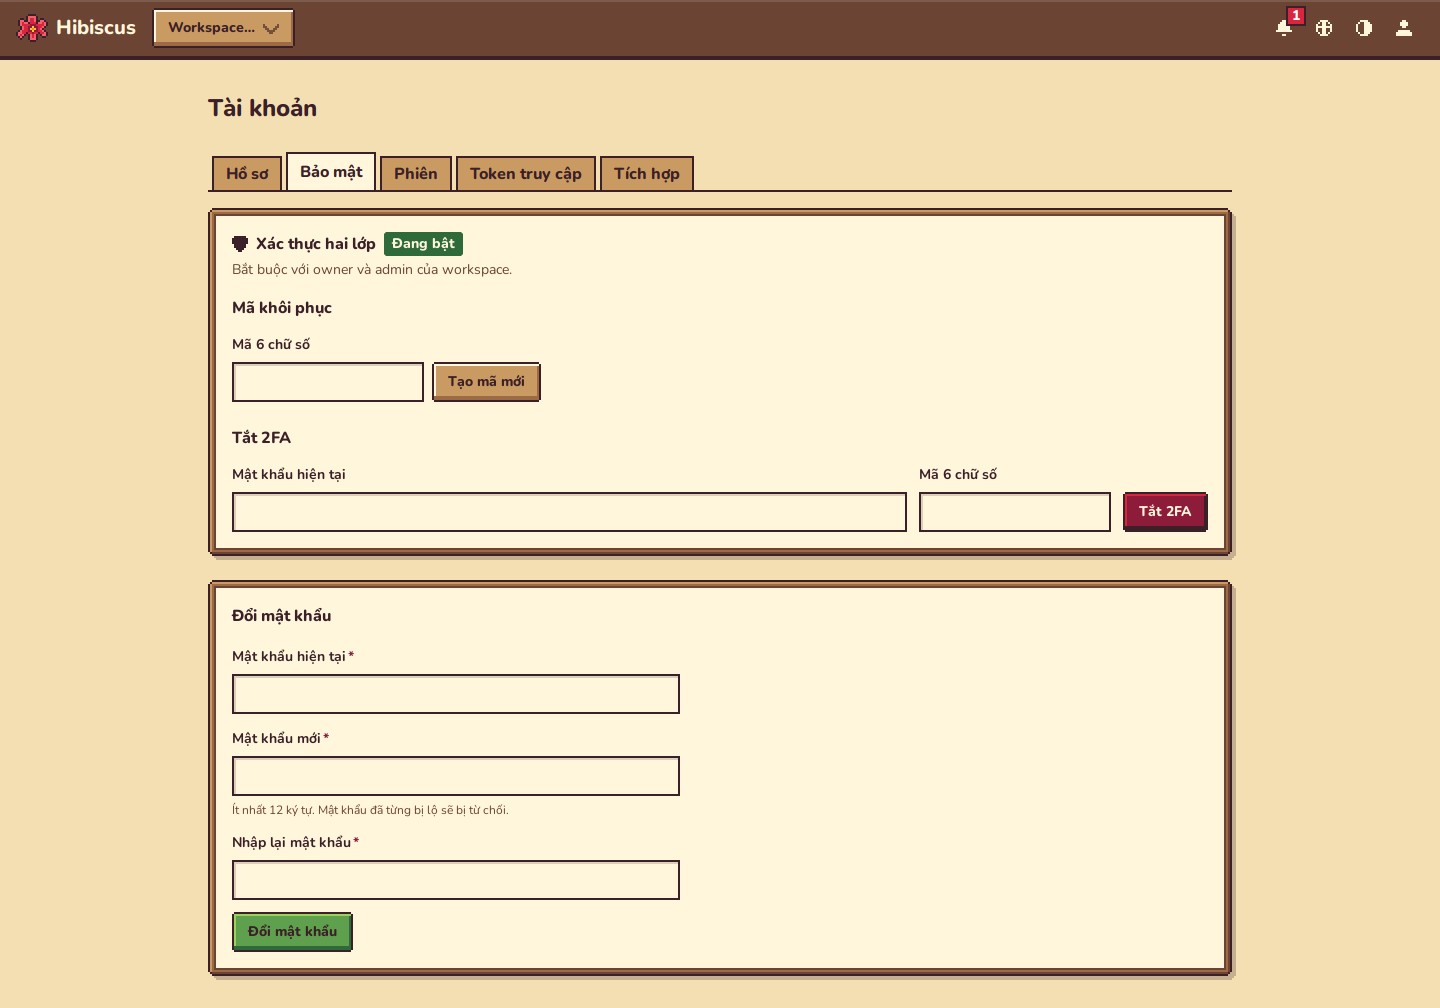 Hibiscus
Workspace...
1
Tài khoản
Hồ sơ
Bảo mật
Phiên
Token truy cập
Tích hợp
Xác thực hai lớp
Đang bật
Bắt buộc với owner và admin của workspace.
Mã khôi phục
Mã 6 chữ số
Tạo mã mới
Tắt 2FA
Mật khẩu hiện tại
Mã 6 chữ số
Tắt 2FA
Đổi mật khẩu
Mật khẩu hiện tại *
Mật khẩu mới *
Ít nhất 12 ký tự. Mật khẩu đã từng bị lộ sẽ bị từ chối.
Nhập lại mật khẩu *
Đổi mật khẩu